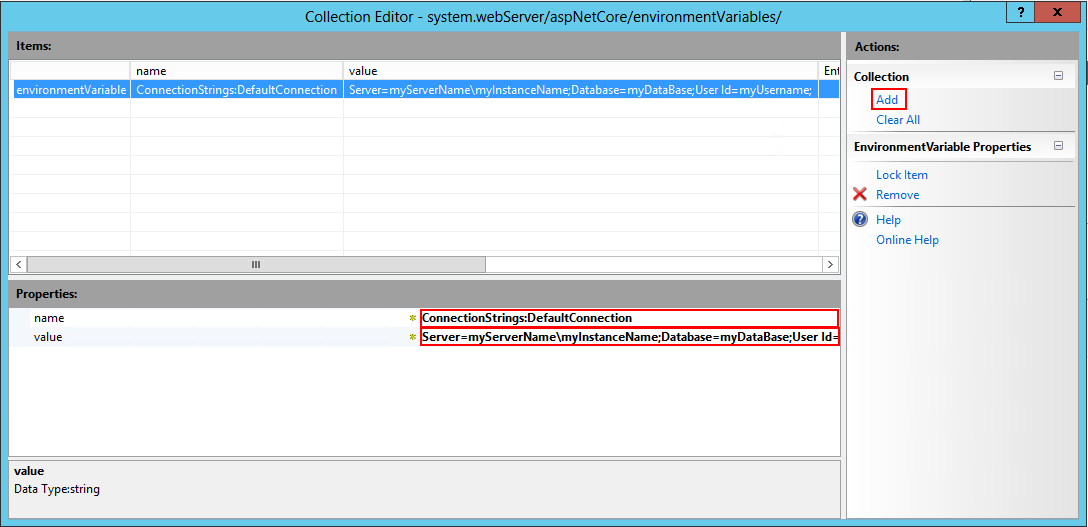 Collection Editor - system.webServer/aspNetCore/environmentVariables/
? x
Items:
name value Ent
environmentVariable ConnectionStrings:DefaultConnection Server=myServerName\myInstanceName;Database=myDataBase;User Id=myUsername;
Properties:
name * ConnectionStrings:DefaultConnection
value * Server=myServerName\myInstanceName;Database=myDataBase;User Id=
value
Data Type:string
Actions:
Collection
Add
Clear All
EnvironmentVariable Properties
Lock Item
Remove
? Help
Online Help